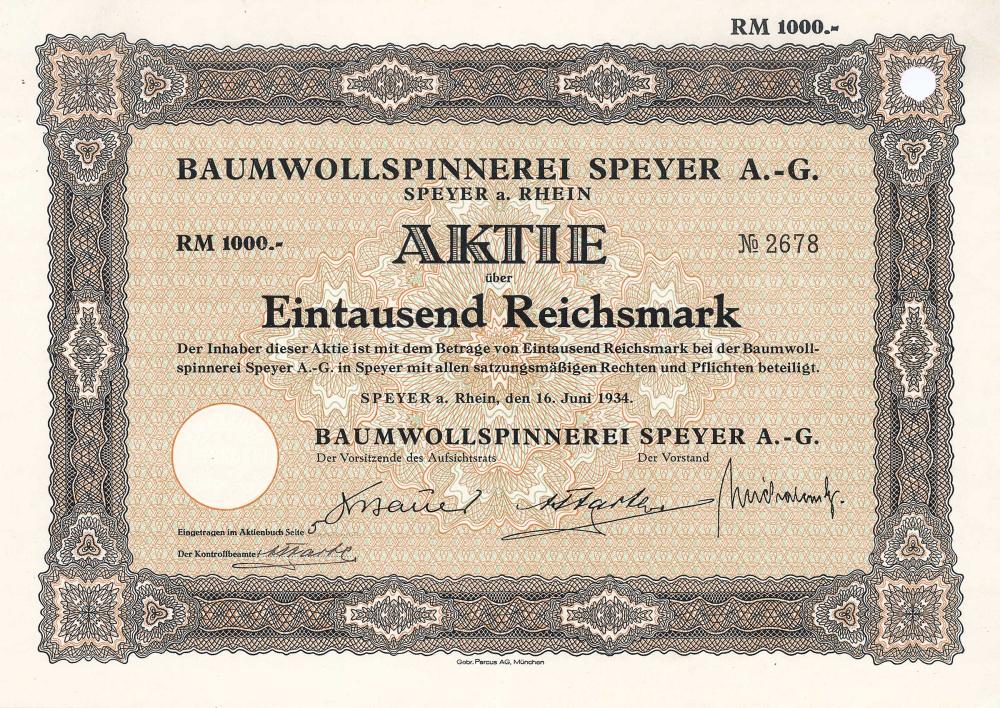 RM 1000.-
BAUMWOLLSPINNEREI SPEYER A.-G.
SPEYER a. RHEIN
RM 1000.- AKTIE № 2678
über
Eintausend Reichsmark
Der Inhaber dieser Aktie ist mit dem Betrage von Eintausend Reichsmark bei der Baumwoll-
spinnerei Speyer A.-G. in Speyer mit allen satzungsmäßigen Rechten und Pflichten beteiligt.
SPEYER a. Rhein, den 16. Juni 1934.
BAUMWOLLSPINNEREI SPEYER A.-G.
Der Vorsitzende des Aufsichtsrats Der Vorstand
Eingetragen im Aktienbuch Seite 5
Der Kontrollbeamte
Gebr. Parcus AG, München